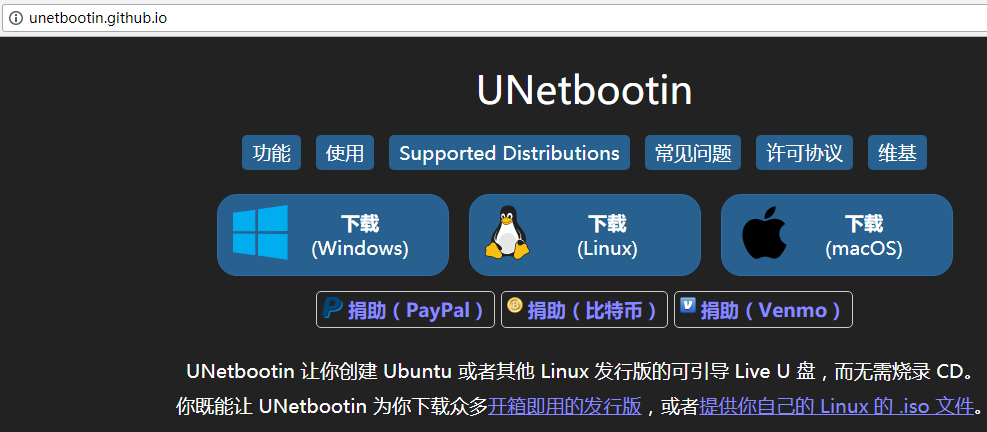 unetbootin.github.io
UNetbootin
功能 使用 Supported Distributions 常见问题 许可协议 维基
下载 下载 下载
(Windows) (Linux) (macOS)
捐助（PayPal） 捐助（比特币） 捐助（Venmo）
UNetbootin 让你创建 Ubuntu 或者其他 Linux 发行版的可引导 Live U 盘，而无需烧录 CD。
你既能让 UNetbootin 为你下载众多开箱即用的发行版，或者提供你自己的 Linux 的 .iso 文件。